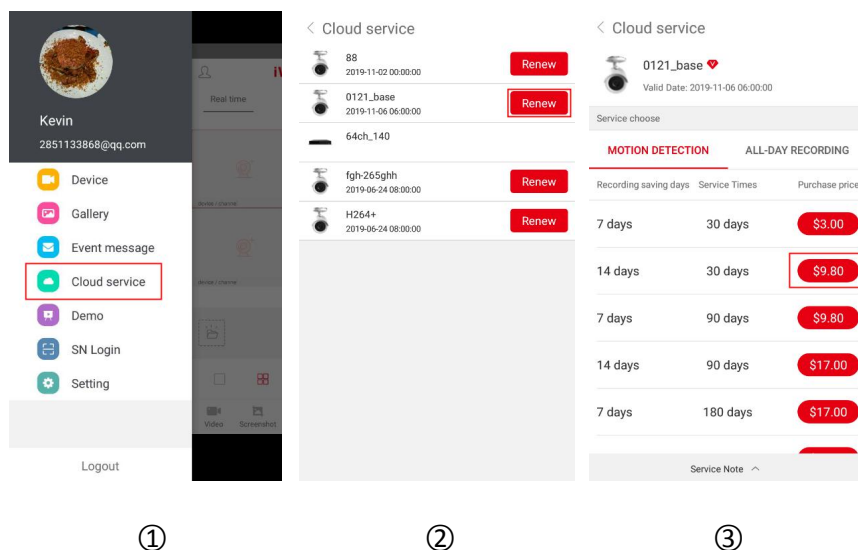 Kevin
2851133868@qq.com
Device
Gallery
Event message
Cloud service
Demo
SN Login
Setting
Logout
Real time
device / channel
device / channel
Video Screenshot
①
< Cloud service
88
2019-11-02 00:00:00
Renew
0121_base
2019-11-06 06:00:00
Renew
64ch_140
fgh-265ghh
2019-06-24 08:00:00
Renew
H264+
2019-06-24 08:00:00
Renew
②
< Cloud service
0121_base
Valid Date: 2019-11-06 06:00:00
Service choose
MOTION DETECTION ALL-DAY RECORDING
Recording saving days Service Times Purchase price
7 days 30 days $3.00
14 days 30 days $9.80
7 days 90 days $9.80
14 days 90 days $17.00
7 days 180 days $17.00
Service Note
③